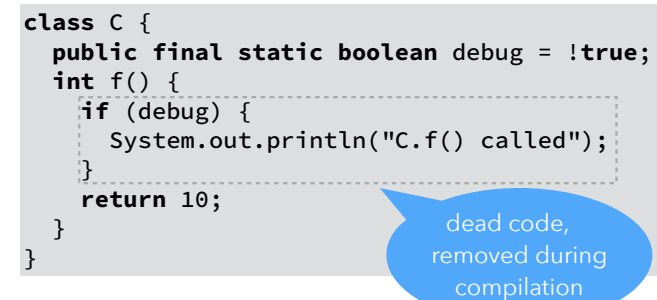 class C {
  public final static boolean debug = !true;
  int f() {
    if (debug) {
      System.out.println("C.f() called");
    }
    return 10;
  }
}
dead code,
removed during
compilation